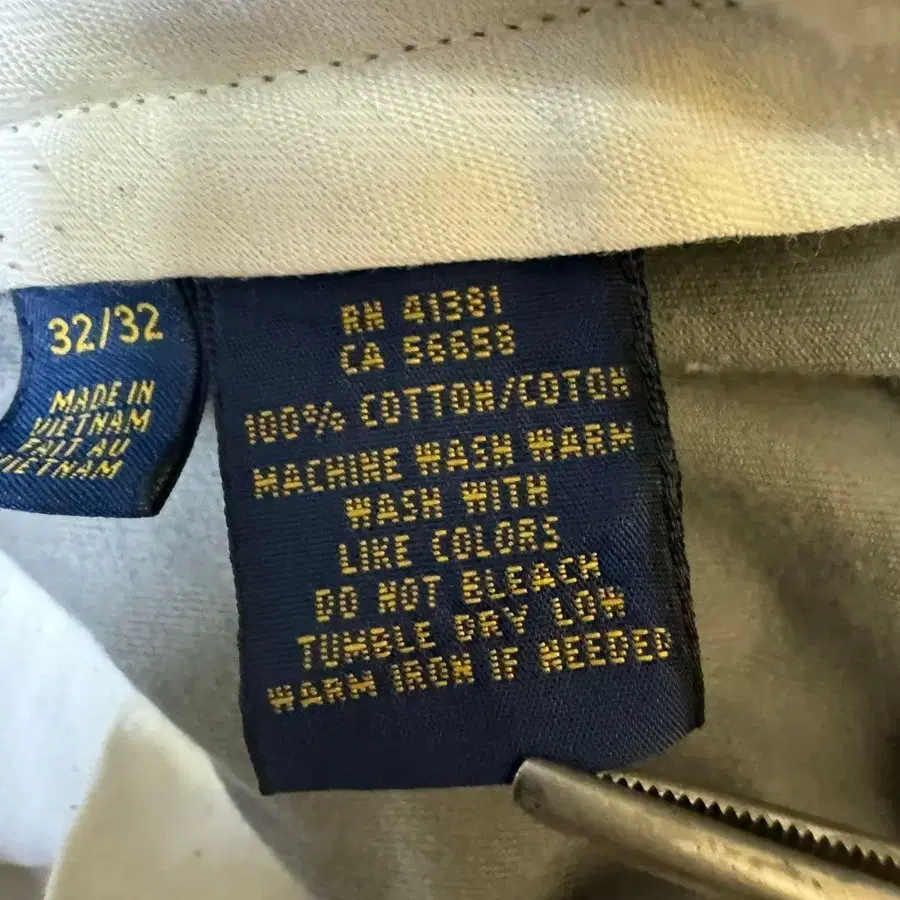 32/32
MADE IN
VIETNAM
FAIT AU
VIETNAM
RN 41381
CA 56658
100% COTTON/COTON
MACHINE WASH WARM
WASH WITH
LIKE COLORS
DO NOT BLEACH
TUMBLE DRY LOW
WARM IRON IF NEEDED